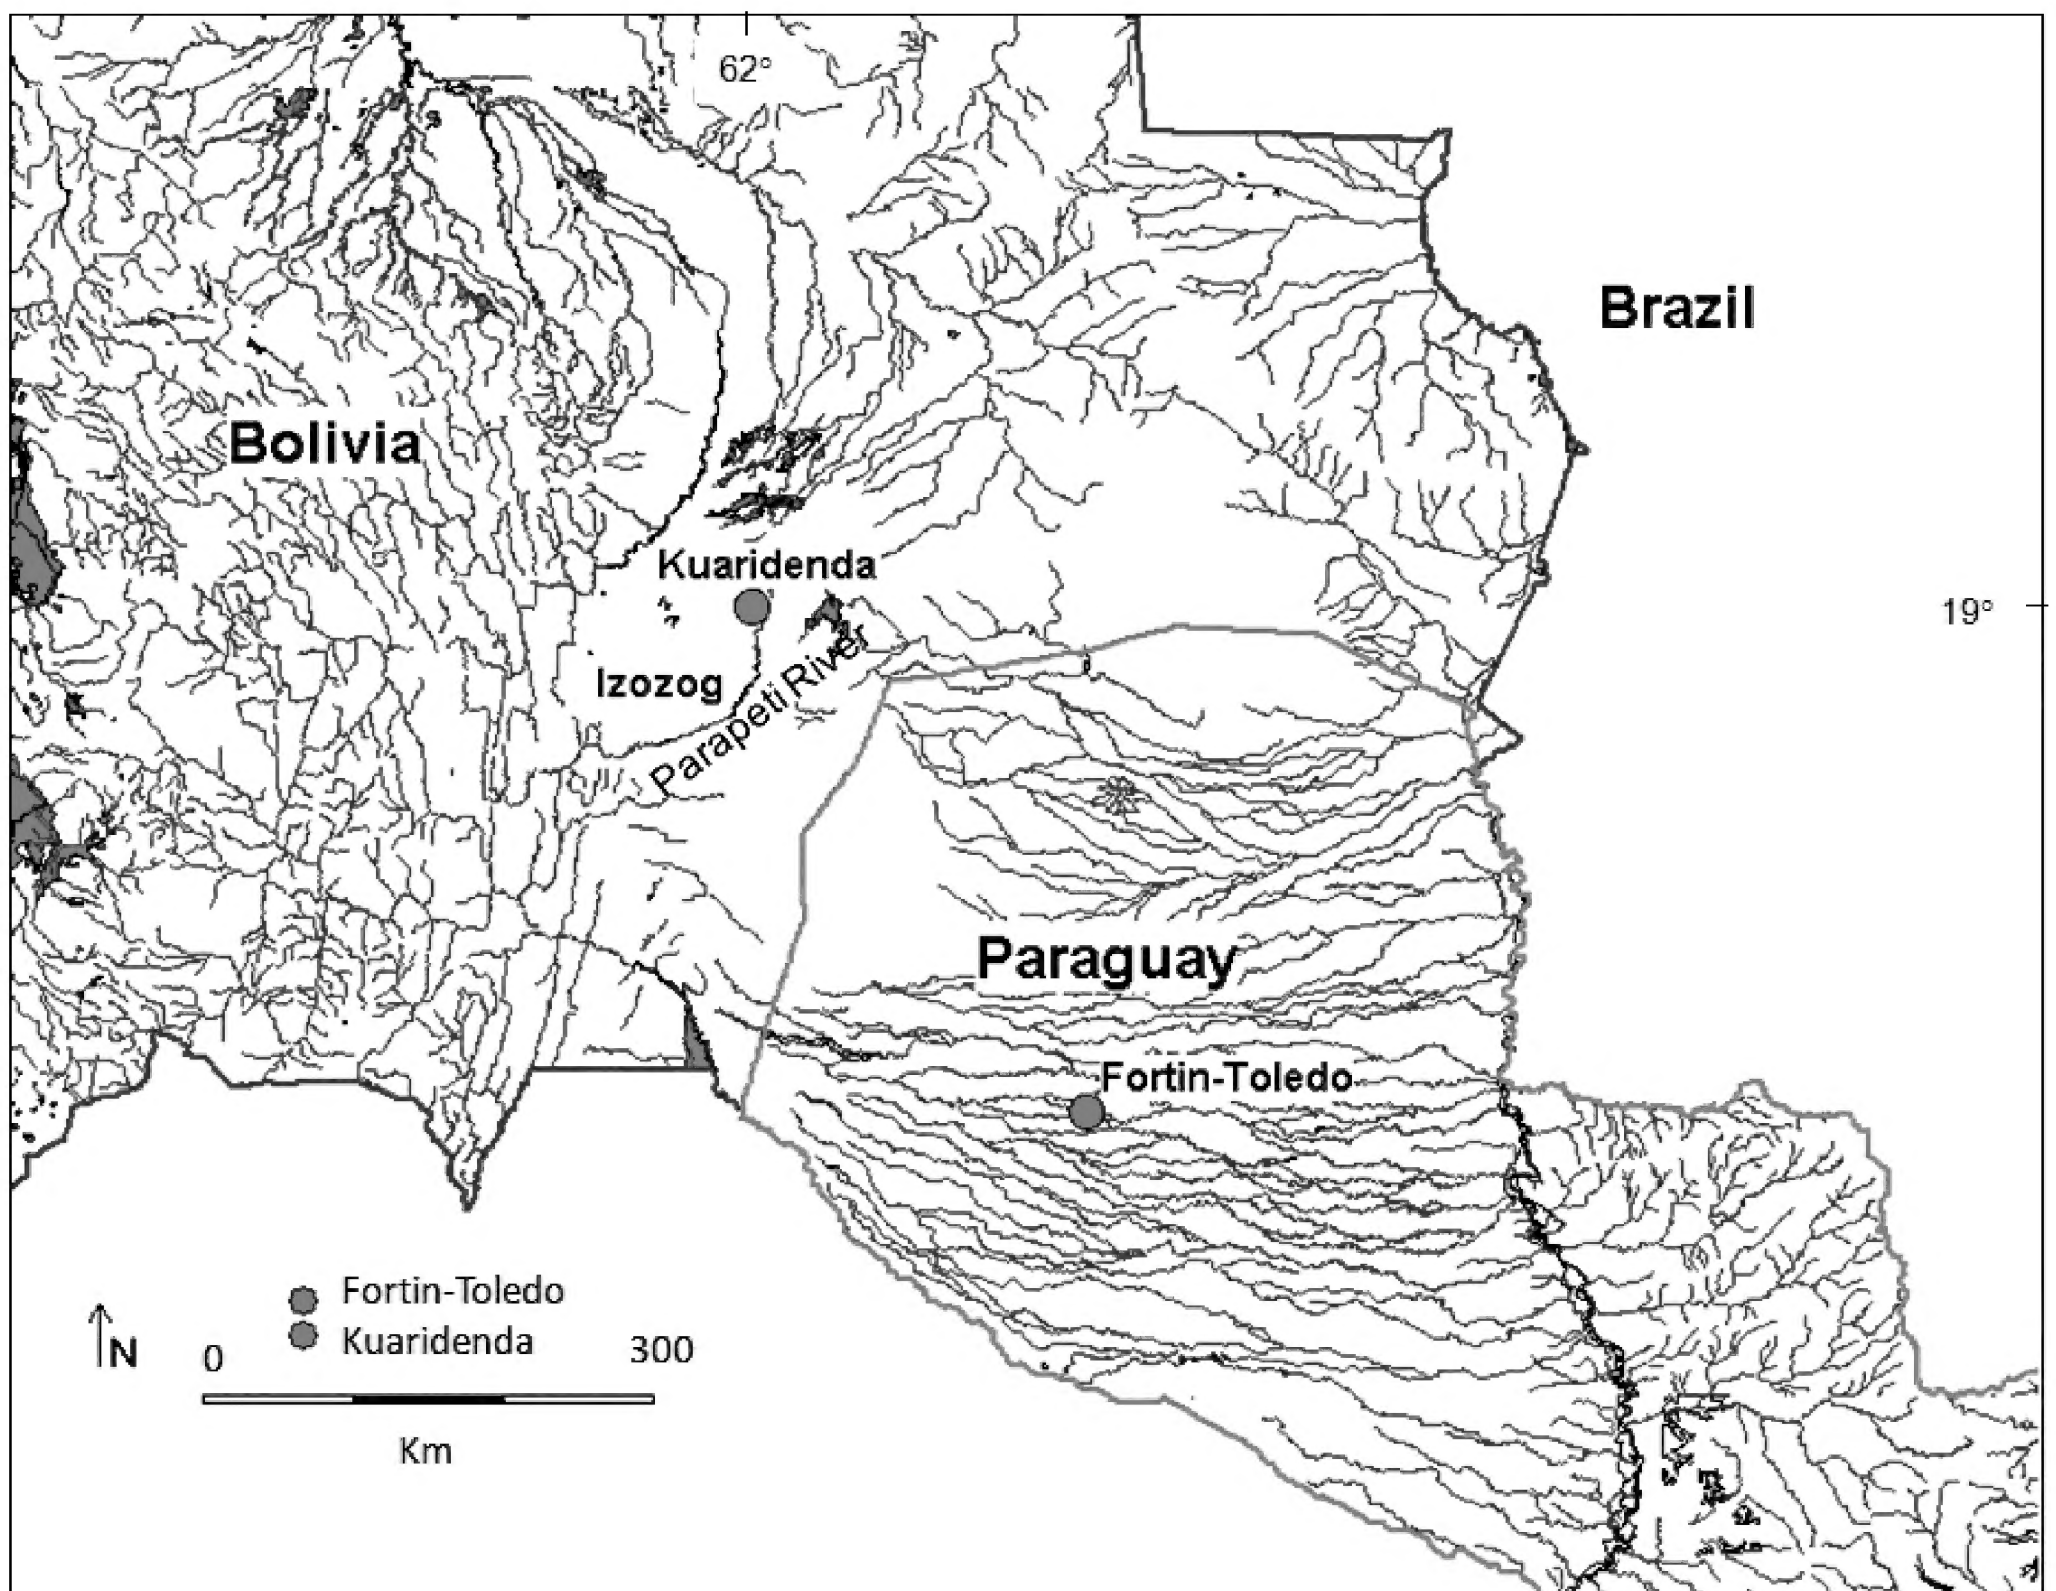 62°
Brazil
Bolivia
Kuaridenda
19°
Izozog
Parapeti River
Paraguay
Fortin-Toledo
Fortin-Toledo
Kuaridenda
N
0
300
Km